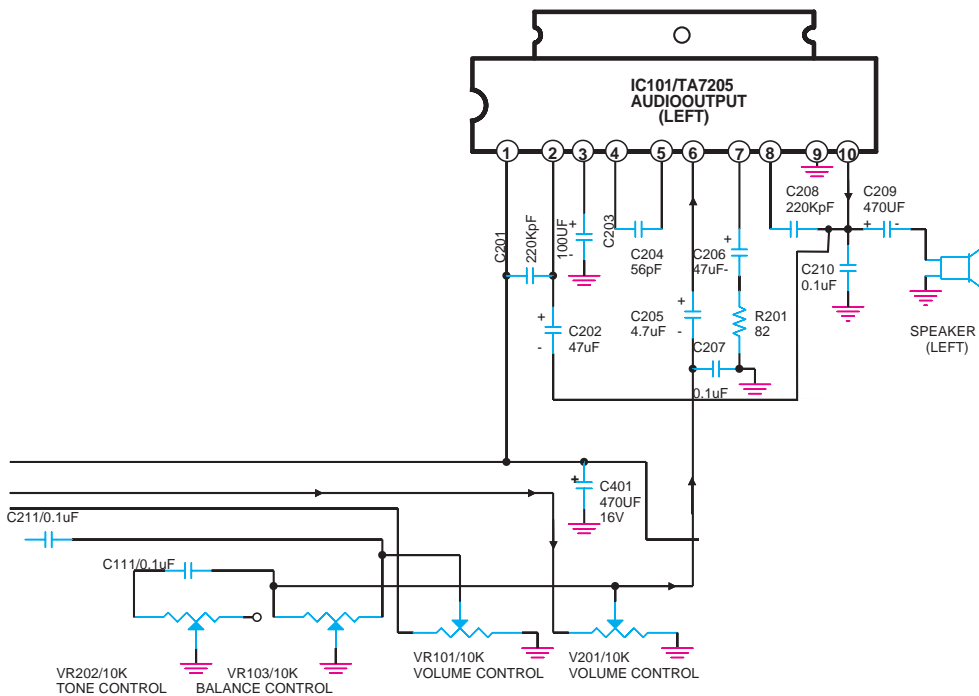 IC101/TA7205
AUDIOOUTPUT
(LEFT)
1 2 3 4 5 6 7 8 9 10
C201
220KpF
100UF
+
-
C203
C204
56pF
C206
47uF-
+
C208
220KpF
C209
470UF
+ -
C210
0.1uF
+
-
C202
47uF
C205
4.7uF
+
-
R201
82
C207
0.1uF
SPEAKER
(LEFT)
+
C401
470UF
16V
C211/0.1uF
C111/0.1uF
VR202/10K
TONE CONTROL
VR103/10K
BALANCE CONTROL
VR101/10K
VOLUME CONTROL
V201/10K
VOLUME CONTROL